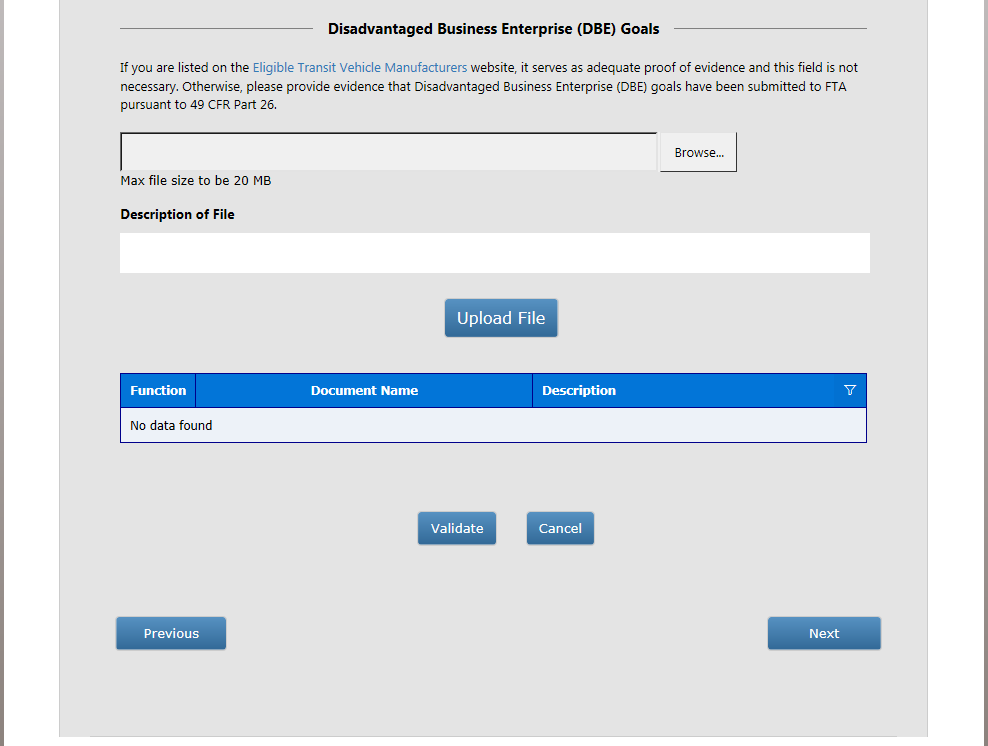 Disadvantaged Business Enterprise (DBE) Goals
If you are listed on the Eligible Transit Vehicle Manufacturers website, it serves as adequate proof of evidence and this field is not
necessary. Otherwise, please provide evidence that Disadvantaged Business Enterprise (DBE) goals have been submitted to FTA
pursuant to 49 CFR Part 26.
Browse...
Max file size to be 20 MB
Description of File
Upload File
Function Document Name Description
No data found
Validate Cancel
Previous Next